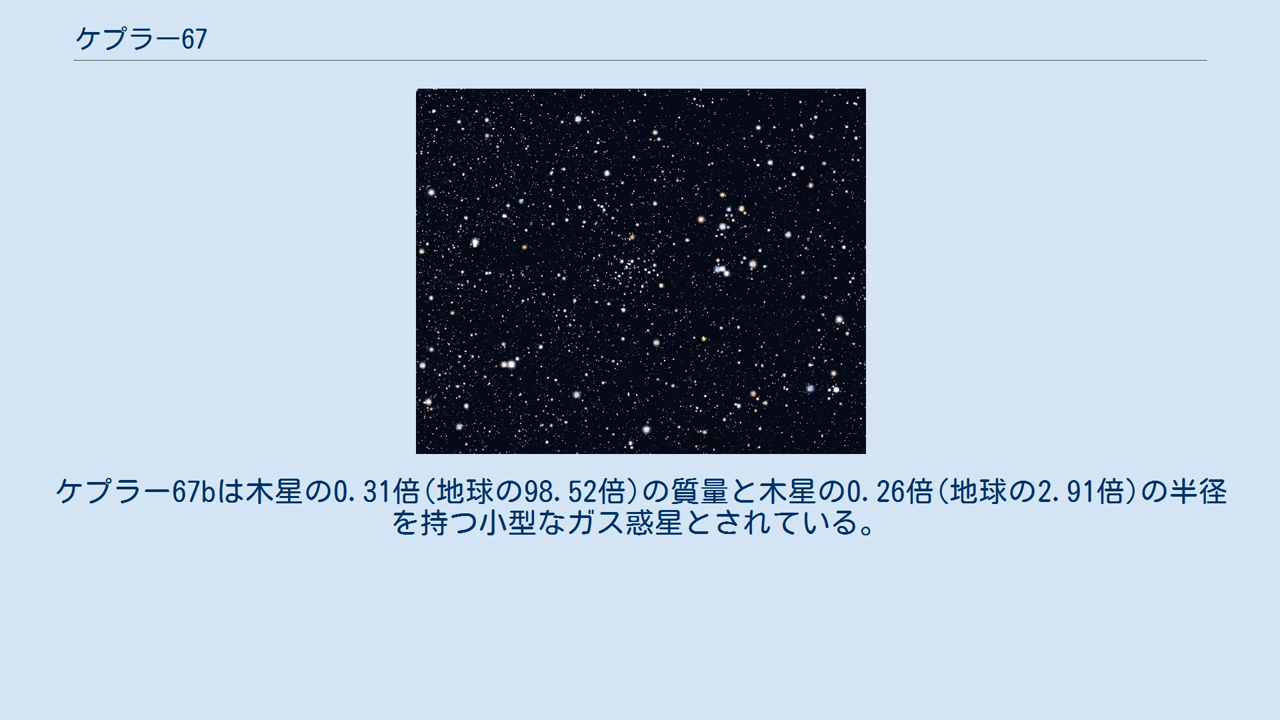 ケプラー67
ケプラー67bは木星の0.31倍(地球の98.52倍)の質量と木星の0.26倍(地球の2.91倍)の半径
を持つ小型なガス惑星とされている。